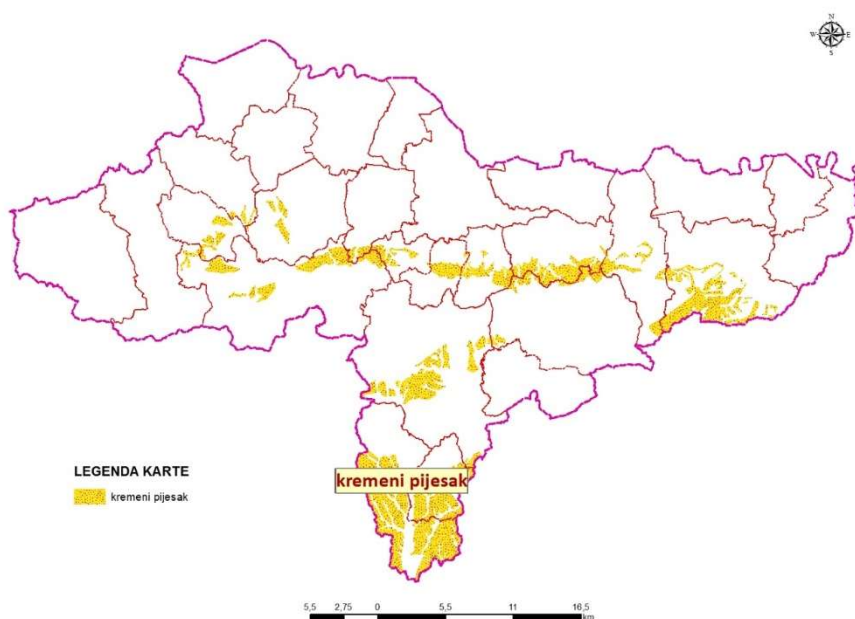 N
W E
S
kremeni pijesak
LEGENDA KARTE
kremeni pijesak
5,5 2,75 0 5,5 11 16,5
km